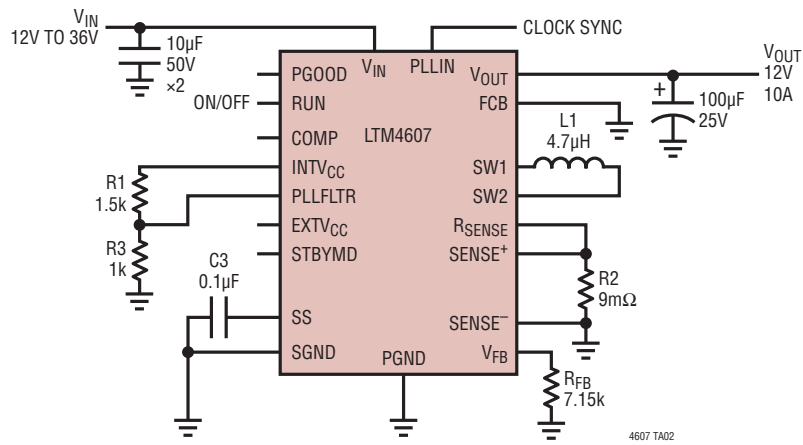 VIN
12V TO 36V
10µF
50V
×2
CLOCK SYNC
VIN
PLLIN
PGOOD
ON/OFF
RUN
COMP
INTVCC
PLLFLTR
EXTVCC
STBYMD
SS
SGND
PGND
LTM4607
VOUT
FCB
SW1
SW2
RSENSE
SENSE+
SENSE–
VFB
R1
1.5k
R3
1k
C3
0.1µF
L1
4.7µH
+
100µF
25V
VOUT
12V
10A
R2
9mΩ
RFB
7.15k
4607 TA02